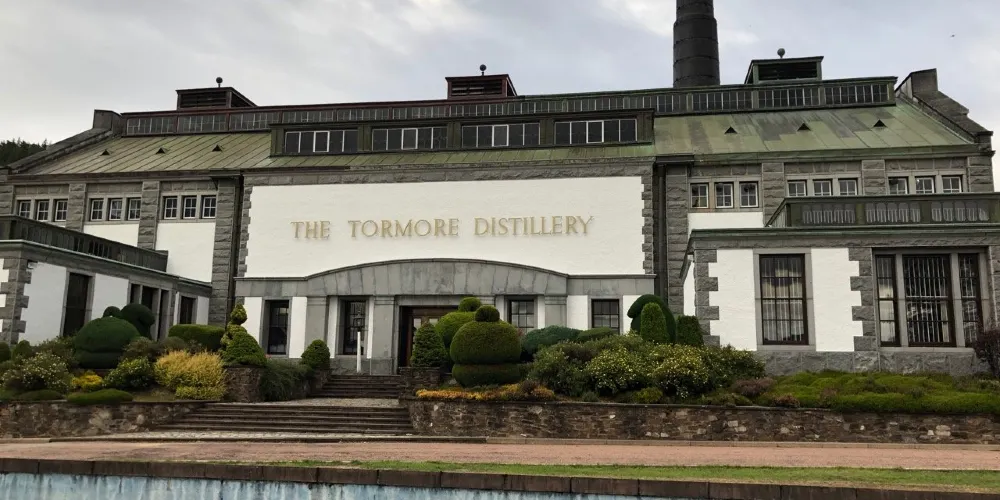 THE TORMORE DISTILLERY